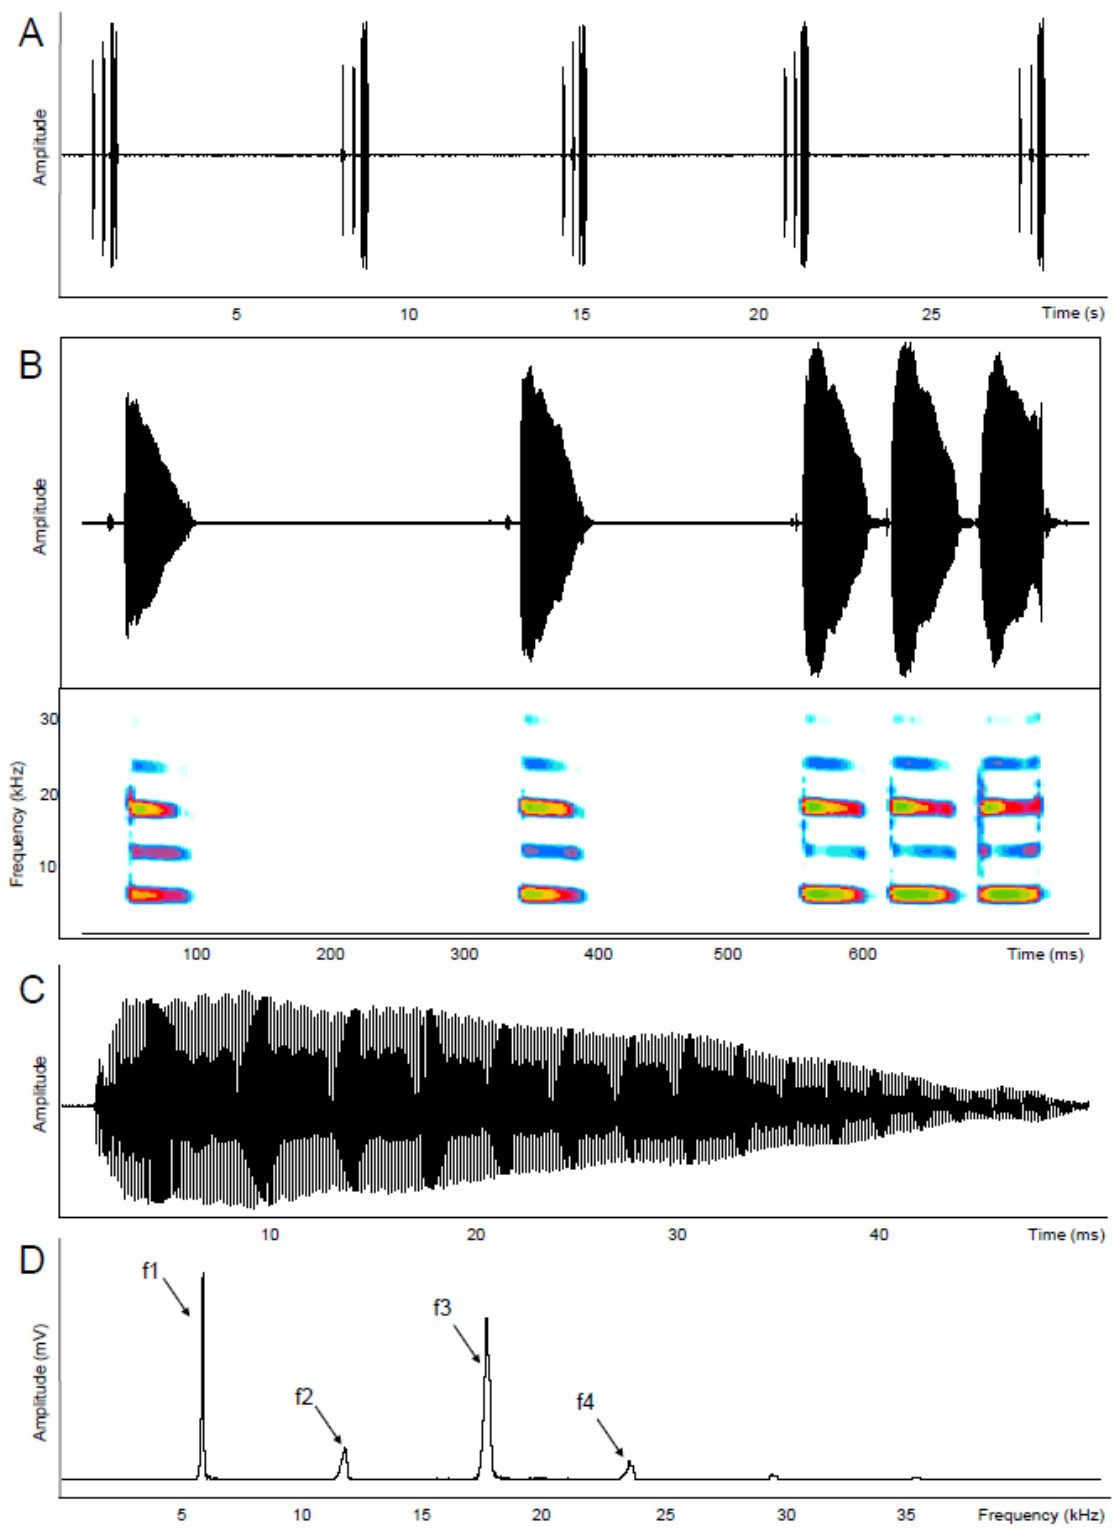 A
Amplitude
5 10 15 20 25 Time (s)
B
Amplitude
30
20
10
Frequency (kHz)
100 200 300 400 500 600 Time (ms)
C
Amplitude
10 20 30 40 Time (ms)
D
f1
f3
f2
f4
Amplitude (mV)
5 10 15 20 25 30 35 Frequency (kHz)